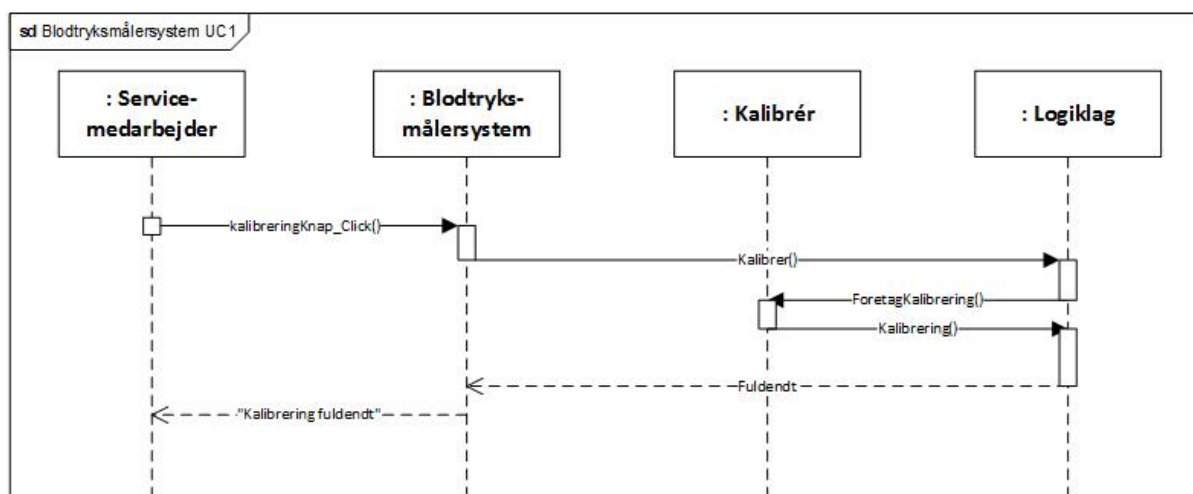 sd Blodtryksmålersystem UC1
: Service-
medarbejder
: Blodtryks-
målersystem
: Kalibrér
: Logiklag
kalibreringKnap_Click()
Kalibrer()
ForetagKalibrering()
Kalibrering()
Fuldendt
"Kalibrering fuldendt"